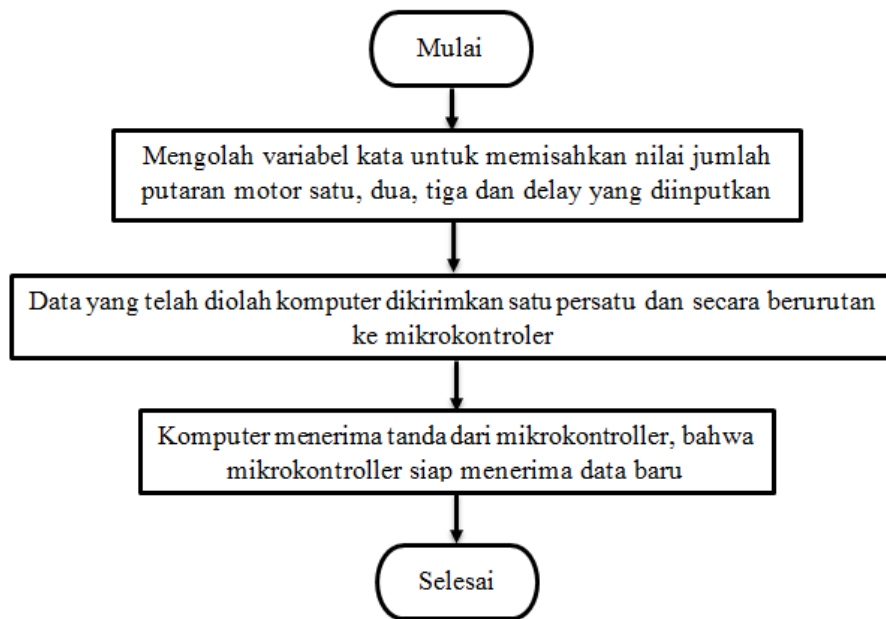 Mulai
Mengolah variabel kata untuk memisahkan nilai jumlah
putaran motor satu, dua, tiga dan delay yang diinputkan
Data yang telah diolah komputer dikirimkan satu persatu dan secara berurutan
ke mikrokontroler
Komputer menerima tanda dari mikrokontroller, bahwa
mikrokontroller siap menerima data baru
Selesai